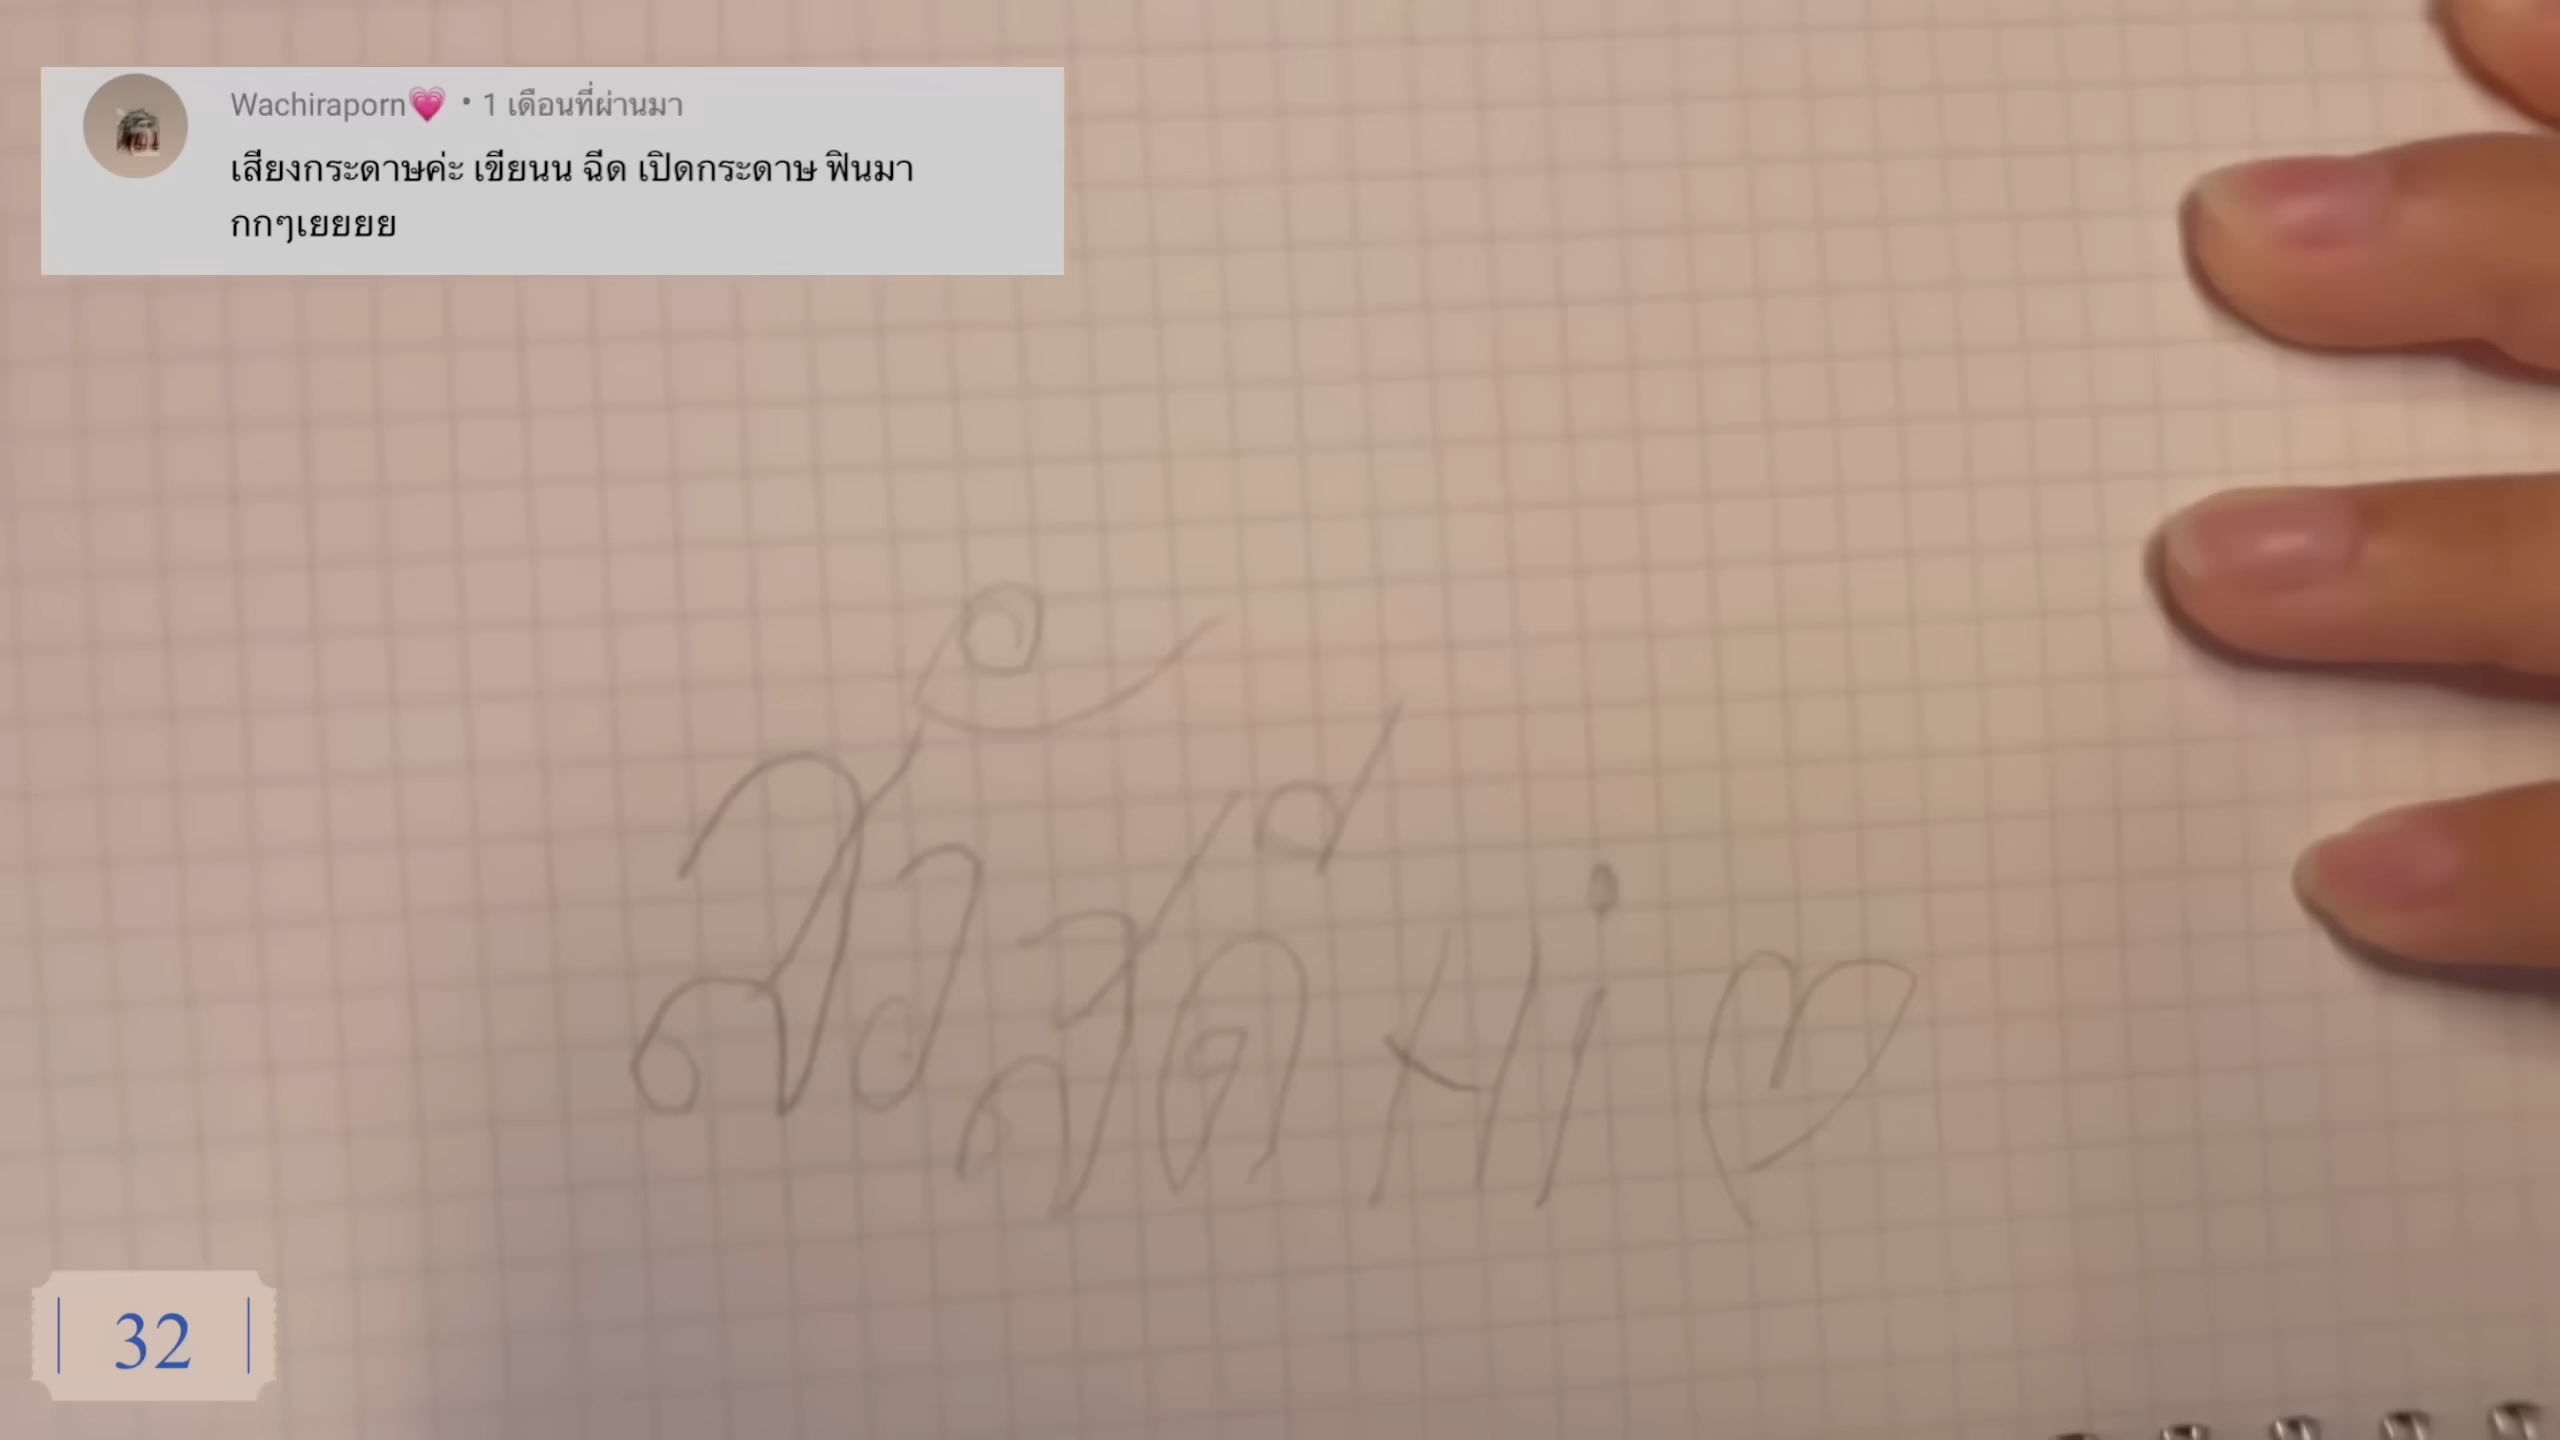 Wachiraporn💗 • 1 เดือนที่ผ่านมา
เสียงกระดาษค่ะ เขียนน ฉีด เปิดกระดาษ ฟินมา
กกๆเยยยย
สวัสดี
32